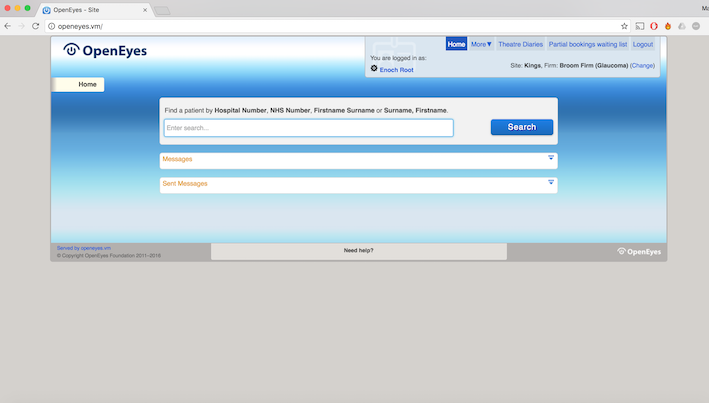 OpenEyes - Site
Ma
openeyes.vm/
OpenEyes
Home More▼ Theatre Diaries Partial bookings waiting list Logout
You are logged in as:
Enoch Root
Site: Kings, Firm: Broom Firm (Glaucoma) (Change)
Home
Find a patient by Hospital Number, NHS Number, Firstname Surname or Surname, Firstname.
Enter search...
Search
Messages
Sent Messages
Served by openeyes vm
© Copyright OpenEyes Foundation 2011–2016
Need help?
OpenEyes